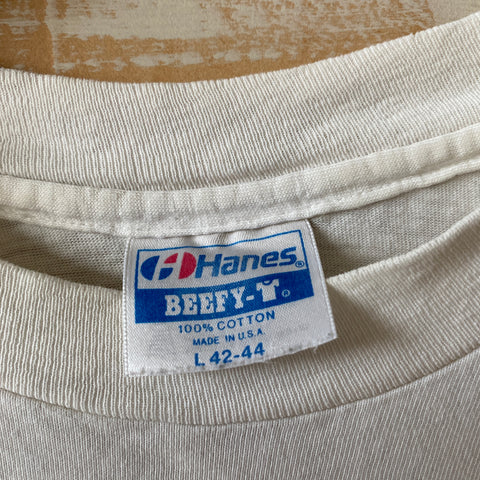 Hanes®
BEEFY-T®
100% COTTON
MADE IN U.S.A.
L 42-44